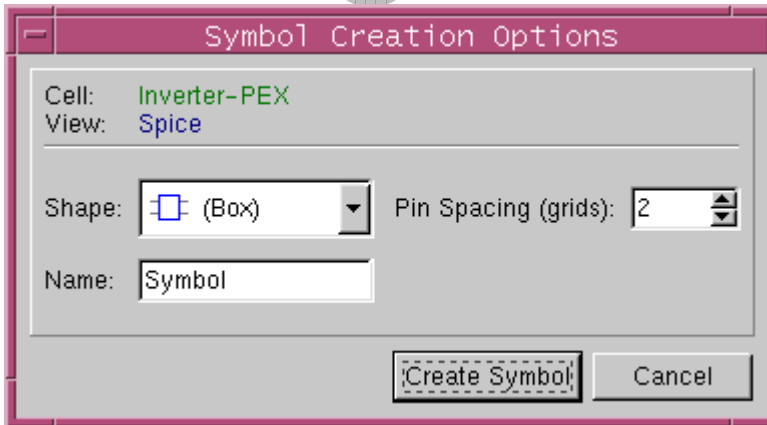 Symbol Creation Options
Cell: Inverter-PEX
View: Spice
Shape: (Box) Pin Spacing (grids): 2
Name: Symbol
Create Symbol Cancel